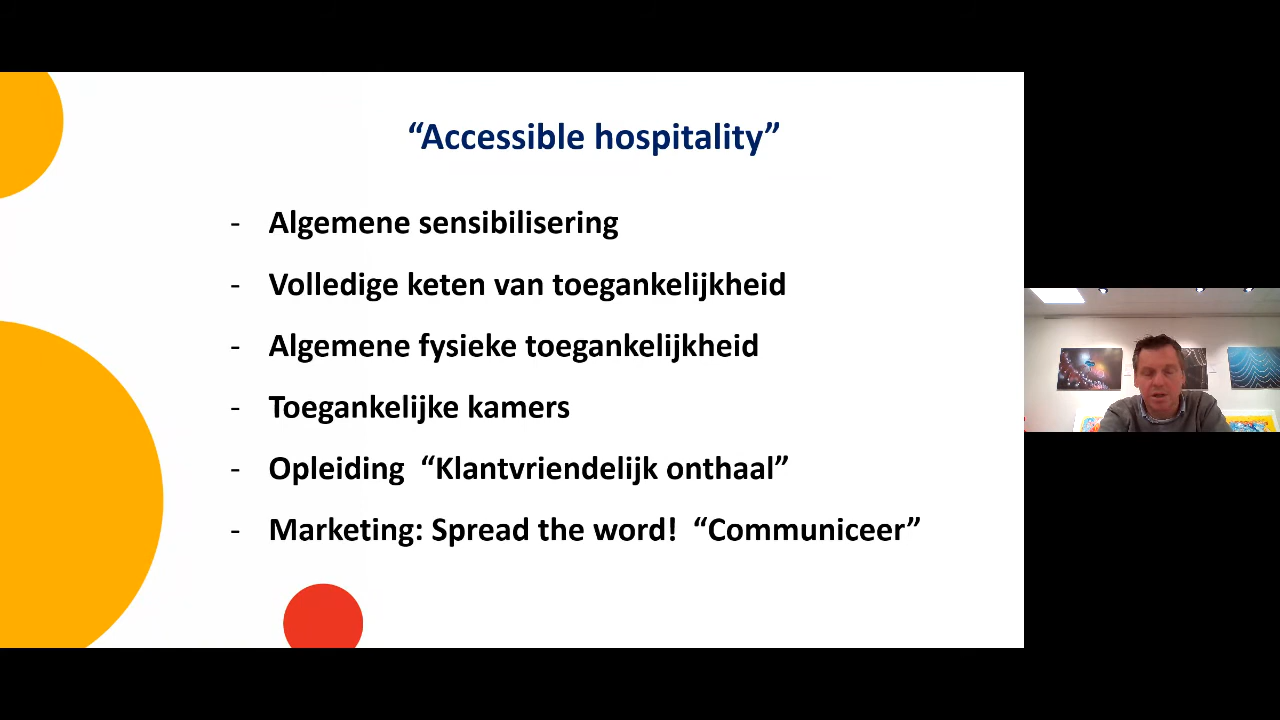 “Accessible hospitality”
- Algemene sensibilisering
- Volledige keten van toegankelijkheid
- Algemene fysieke toegankelijkheid
- Toegankelijke kamers
- Opleiding “Klantvriendelijk onthaal”
- Marketing: Spread the word! “Communiceer”